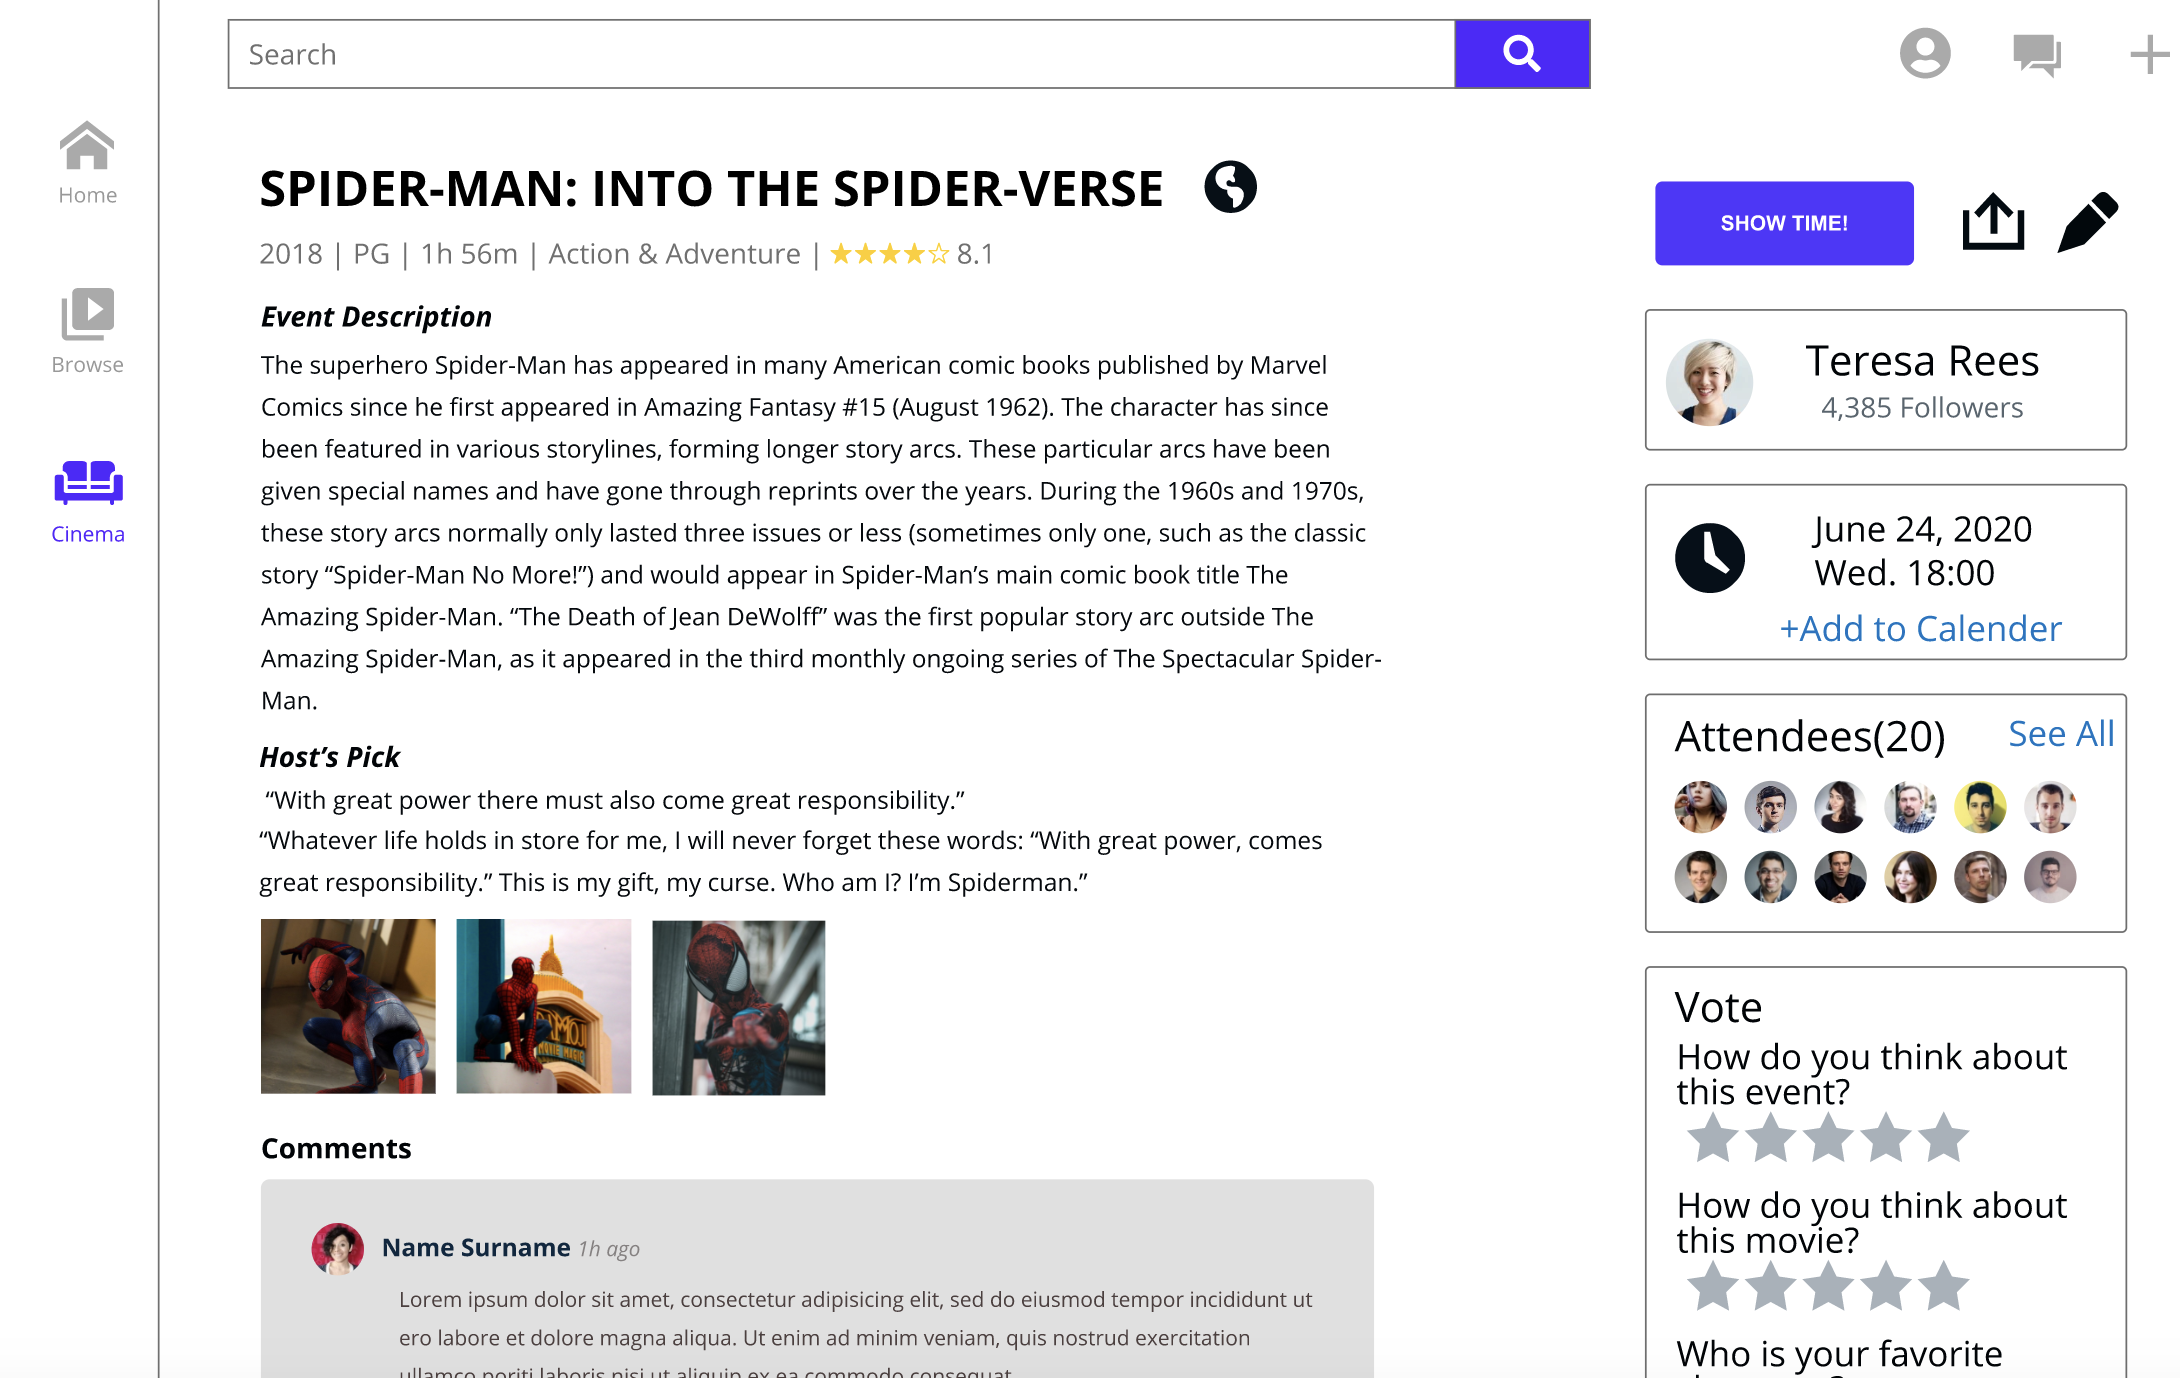 Search
Home
Browse
Cinema
SPIDER-MAN: INTO THE SPIDER-VERSE
2018 | PG | 1h 56m | Action & Adventure | ★★★★☆ 8.1
Event Description
The superhero Spider-Man has appeared in many American comic books published by Marvel
Comics since he first appeared in Amazing Fantasy #15 (August 1962). The character has since
been featured in various storylines, forming longer story arcs. These particular arcs have been
given special names and have gone through reprints over the years. During the 1960s and 1970s,
these story arcs normally only lasted three issues or less (sometimes only one, such as the classic
story “Spider-Man No More!”) and would appear in Spider-Man’s main comic book title The
Amazing Spider-Man. “The Death of Jean DeWolff” was the first popular story arc outside The
Amazing Spider-Man, as it appeared in the third monthly ongoing series of The Spectacular Spider-
Man.
Host’s Pick
“With great power there must also come great responsibility.”
“Whatever life holds in store for me, I will never forget these words: “With great power, comes
great responsibility.” This is my gift, my curse. Who am I? I’m Spiderman.”
MOVIE MAGIC
Comments
Name Surname 1h ago
Lorem ipsum dolor sit amet, consectetur adipisicing elit, sed do eiusmod tempor incididunt ut
ero labore et dolore magna aliqua. Ut enim ad minim veniam, quis nostrud exercitation
ullamco poriti laboris nisi ut aliquip ex ea commodo consequat.
SHOW TIME!
Teresa Rees
4,385 Followers
June 24, 2020
Wed. 18:00
+Add to Calender
Attendees(20)
See All
Vote
How do you think about
this event?
How do you think about
this movie?
Who is your favorite